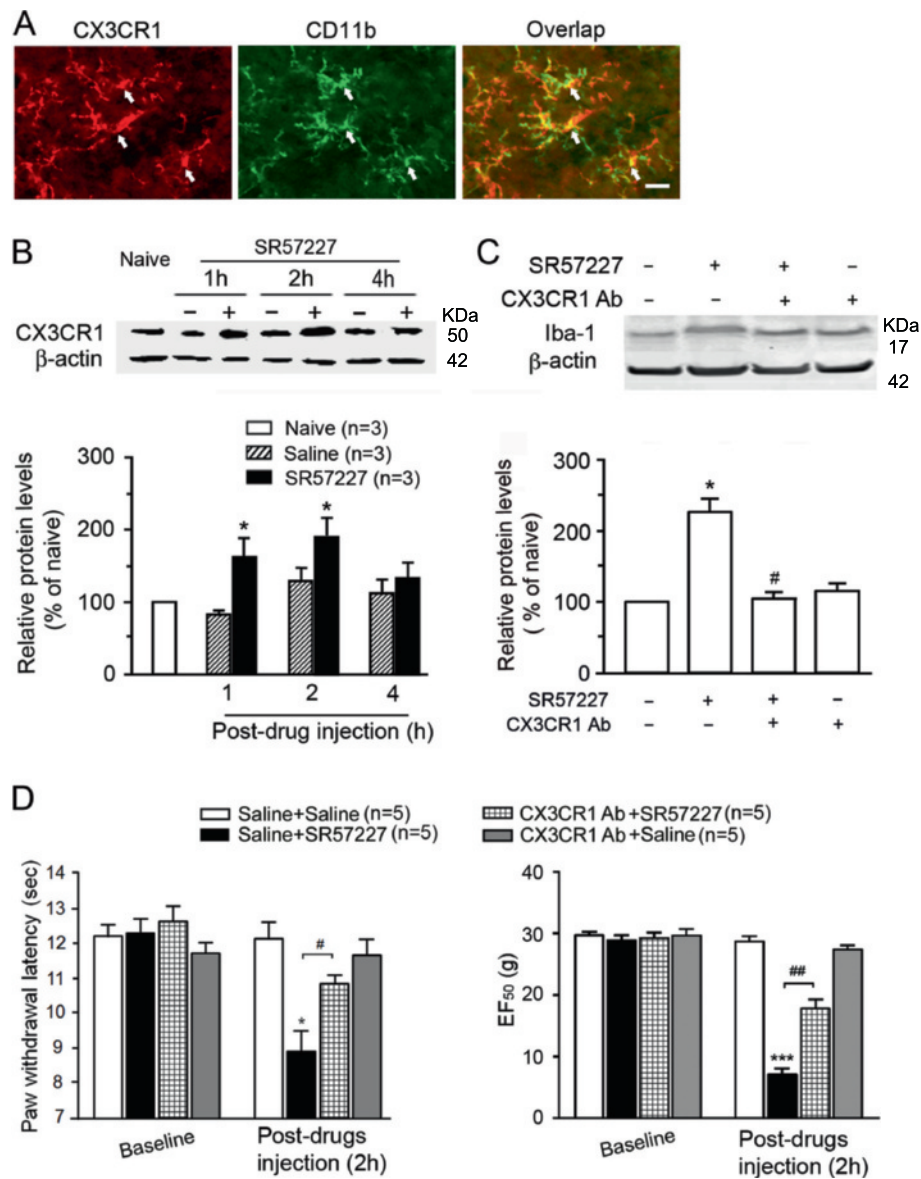 A
CX3CR1 CD11b Overlap
B
Naive SR57227
1h 2h 4h
– + – + – + KDa
CX3CR1 50
β-actin 42
Naive (n=3)
Saline (n=3)
SR57227 (n=3)
Relative protein levels
(% of naive)
300
200
100
0
* *
1 2 4
Post-drug injection (h)
C
SR57227 – + + –
CX3CR1 Ab – – + +
KDa
Iba-1 17
β-actin 42
Relative protein levels
( % of naive)
300
200
100
0
*
#
SR57227 – + + –
CX3CR1 Ab – – + +
D
Saline+Saline (n=5) CX3CR1 Ab+SR57227 (n=5)
Saline+SR57227 (n=5) CX3CR1 Ab+Saline (n=5)
Paw withdrawal latency (sec)
14
13
12
11
10
9
8
7
#
*
Baseline Post-drugs
injection (2h)
EF50 (g)
40
30
20
10
0
##
***
Baseline Post-drugs
injection (2h)